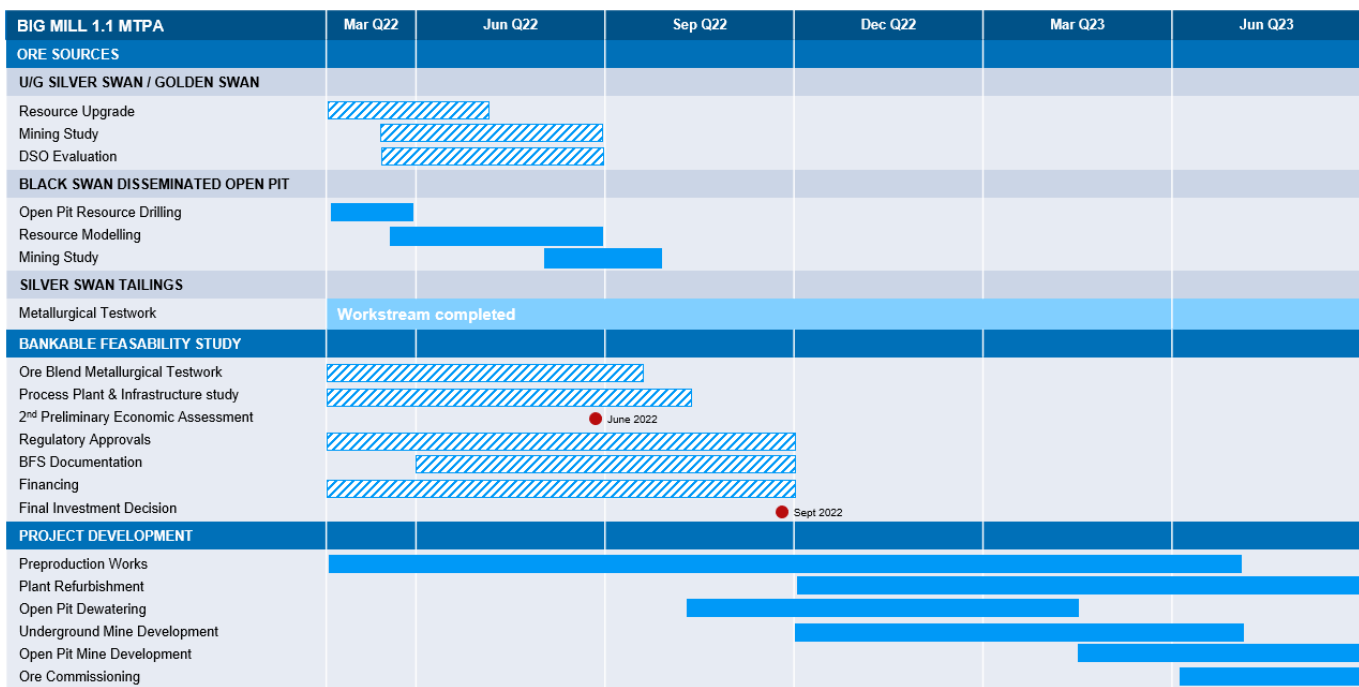 BIG MILL 1.1 MTPA Mar Q22 Jun Q22 Sep Q22 Dec Q22 Mar Q23 Jun Q23
ORE SOURCES
U/G SILVER SWAN / GOLDEN SWAN
Resource Upgrade
Mining Study
DSO Evaluation
BLACK SWAN DISSEMINATED OPEN PIT
Open Pit Resource Drilling
Resource Modelling
Mining Study
SILVER SWAN TAILINGS
Metallurgical Testwork Workstream completed
BANKABLE FEASABILITY STUDY
Ore Blend Metallurgical Testwork
Process Plant & Infrastructure study
2nd Preliminary Economic Assessment June 2022
Regulatory Approvals
BFS Documentation
Financing
Final Investment Decision Sept 2022
PROJECT DEVELOPMENT
Preproduction Works
Plant Refurbishment
Open Pit Dewatering
Underground Mine Development
Open Pit Mine Development
Ore Commissioning